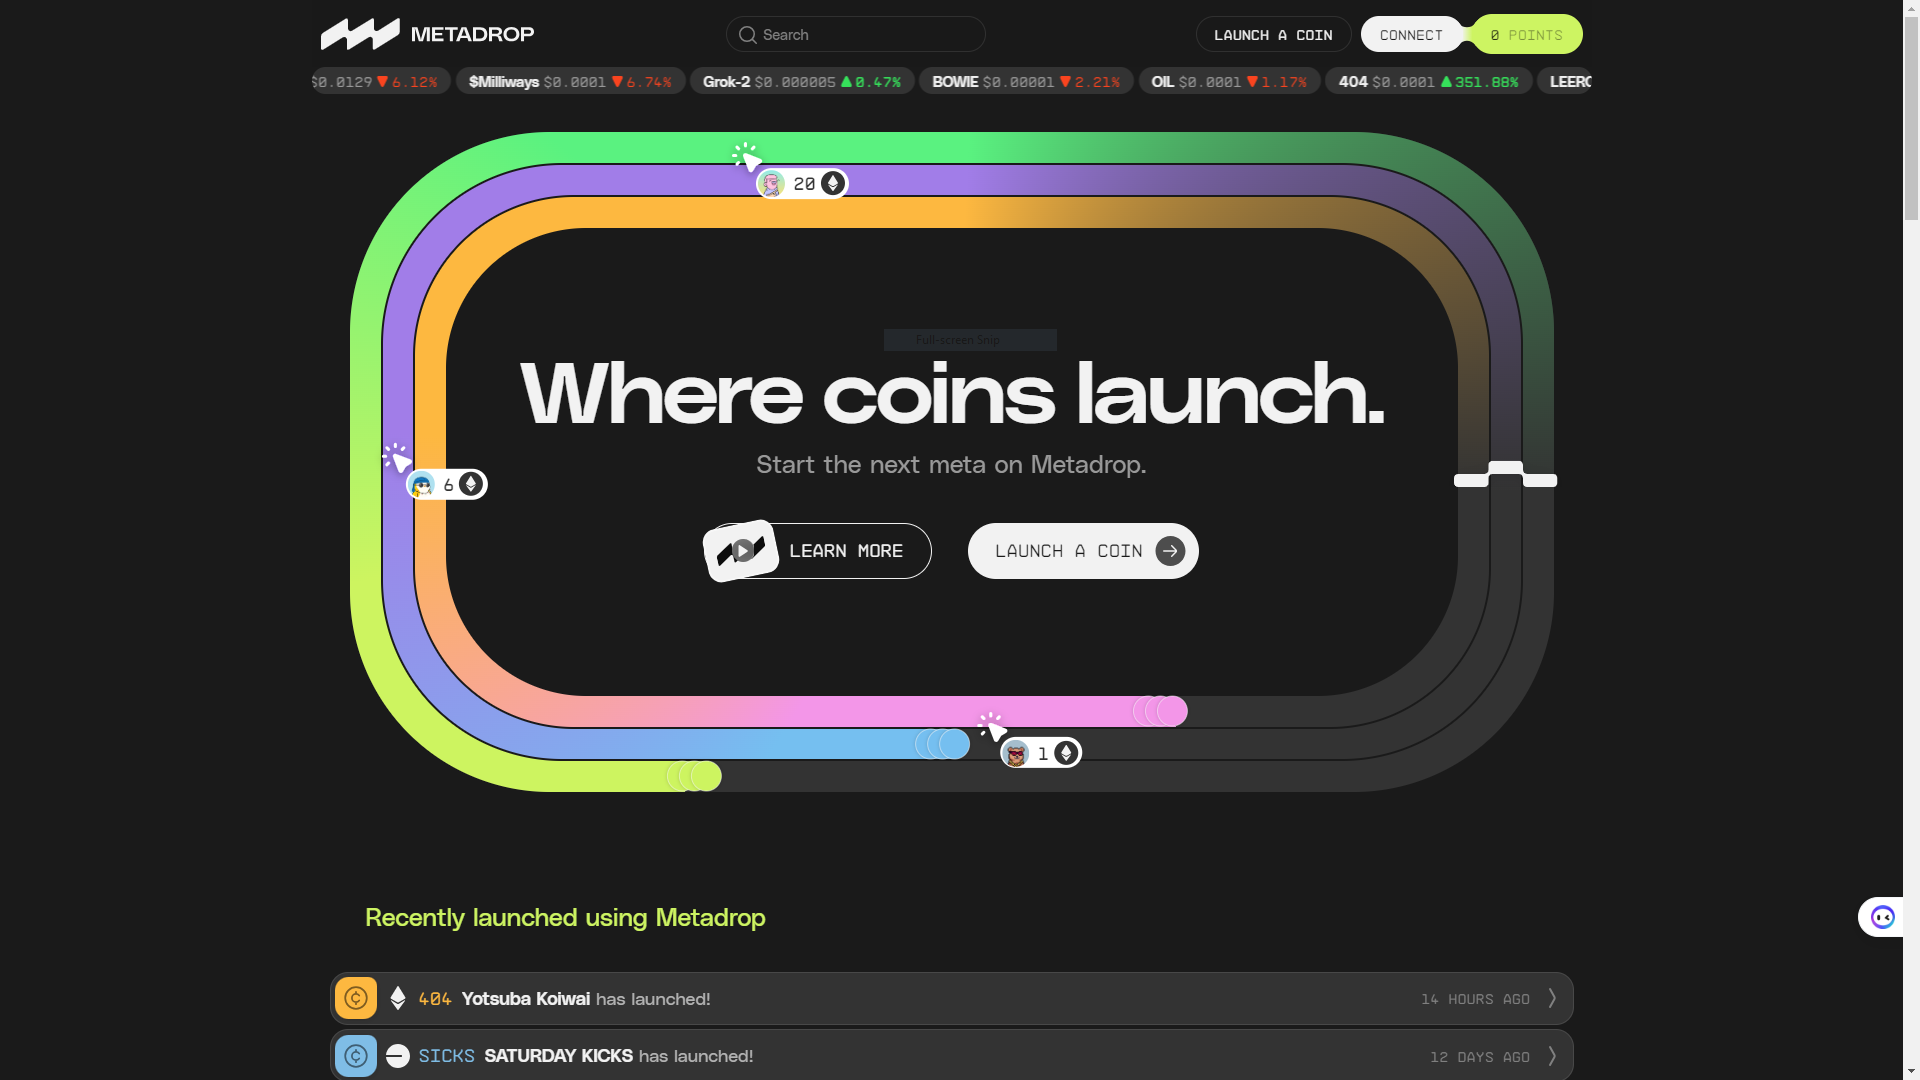 METADROP
Search
LAUNCH A COIN
CONNECT
0 POINTS
$0.0129 ▼ 6.12%
$Milliways $0.0001 ▼ 6.74%
Grok-2 $0.000005 ▲ 0.47%
BOWIE $0.00001 ▼ 2.21%
OIL $0.0001 ▼ 1.17%
404 $0.0001 ▲ 351.88%
LEERO
20
Full-screen Snip
Where coins launch.
Start the next meta on Metadrop.
6
LEARN MORE
LAUNCH A COIN
1
Recently launched using Metadrop
404 Yotsuba Koiwai has launched!
14 HOURS AGO
SICKS SATURDAY KICKS has launched!
12 DAYS AGO